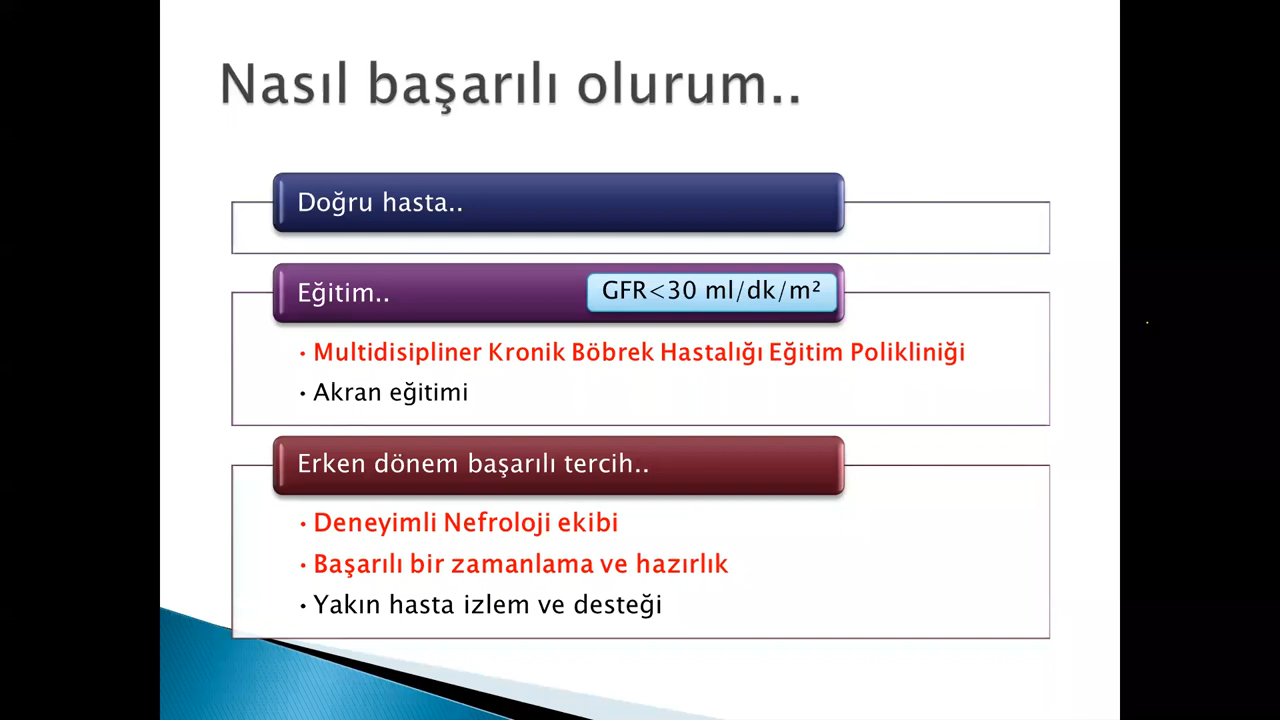 Nasıl başarılı olurum..
Doğru hasta..
Eğitim..
GFR<30 ml/dk/m²
• Multidisipliner Kronik Böbrek Hastalığı Eğitim Polikliniği
• Akran eğitimi
Erken dönem başarılı tercih..
• Deneyimli Nefroloji ekibi
• Başarılı bir zamanlama ve hazırlık
• Yakın hasta izlem ve desteği